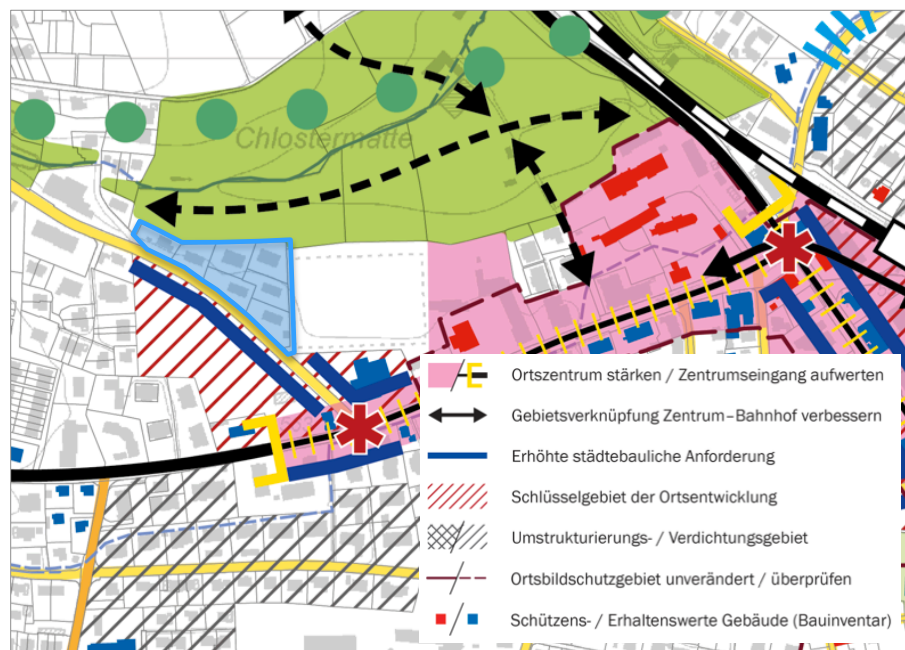 Chlostermatte
Ortszentrum stärken / Zentrumseingang aufwerten
Gebietsverknüpfung Zentrum–Bahnhof verbessern
Erhöhte städtebauliche Anforderung
Schlüsselgebiet der Ortsentwicklung
Umstrukturierungs- / Verdichtungsgebiet
Ortsbildschutzgebiet unverändert / überprüfen
Schützens- / Erhaltenswerte Gebäude (Bauinventar)